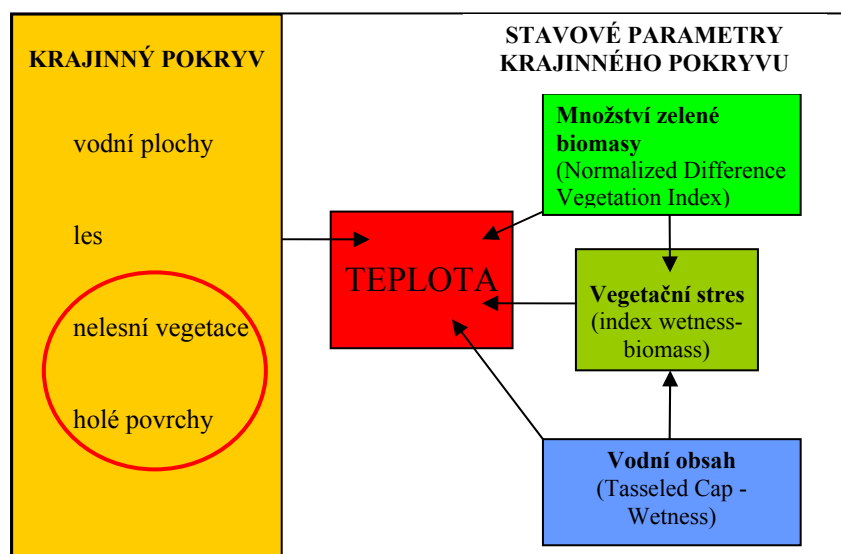 KRAJINNÝ POKRYV
vodní plochy
les
nelesní vegetace
holé povrchy
TEPLOTA
STAVOVÉ PARAMETRY
KRAJINNÉHO POKRYVU
Množství zelené
biomasy
(Normalized Difference
Vegetation Index)
Vegetační stres
(index wetness-
biomass)
Vodní obsah
(Tasseled Cap -
Wetness)